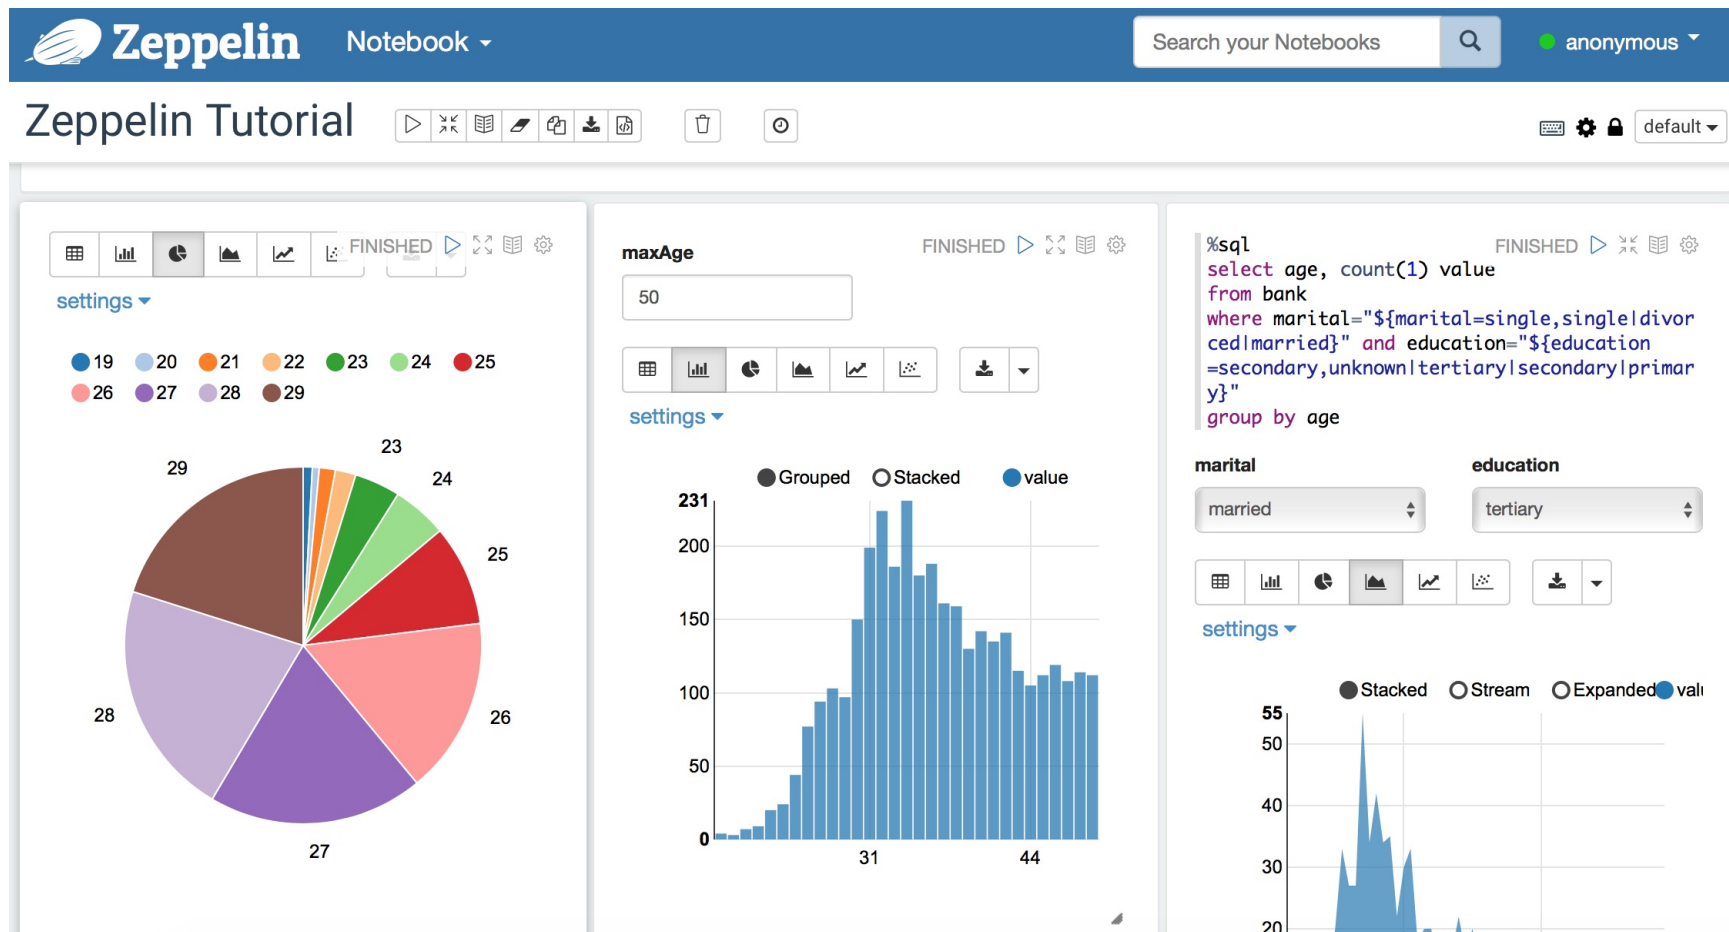 Zeppelin Notebook Search your Notebooks anonymous
Zeppelin Tutorial default
FINISHED
settings
19 20 21 22 23 24 25
26 27 28 29
23
29
24
25
28
26
27
maxAge FINISHED
50
settings
Grouped Stacked value
231
200
150
100
50
0
31 44
%sql FINISHED
select age, count(1) value
from bank
where marital="${marital=single,single|divor
ced|married}" and education="${education
=secondary,unknown|tertiary|secondary|primar
y}"
group by age
marital education
married tertiary
settings
Stacked Stream Expanded valu
55
50
40
30
20